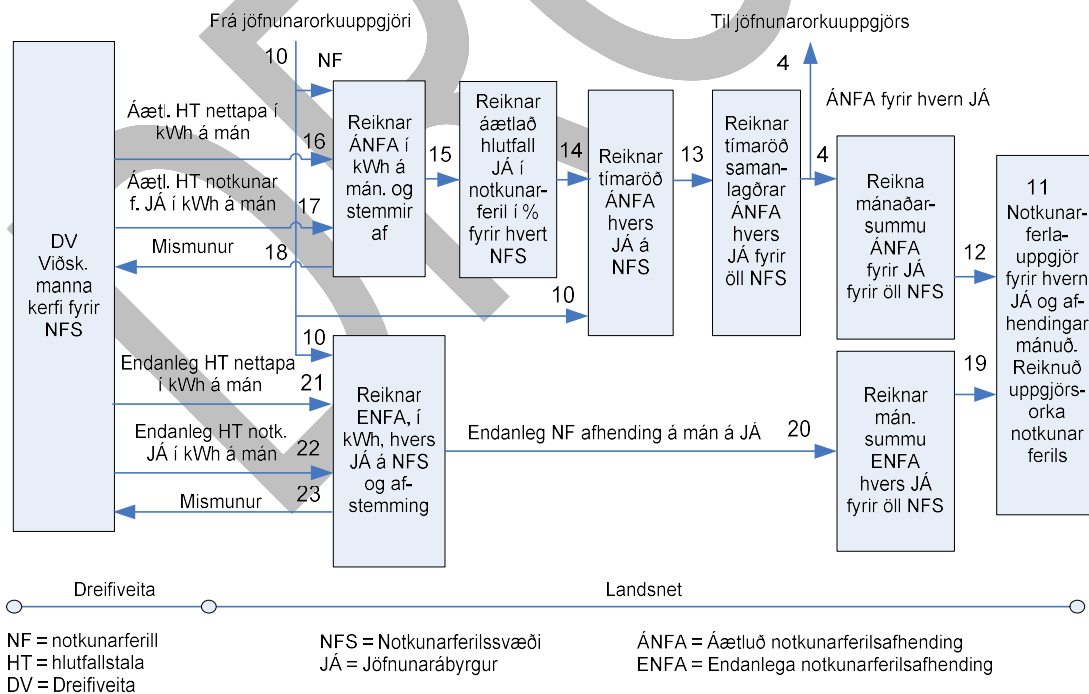 Frá jöfnunarorkuuppgjöri
Til jöfnunarorkuuppgjörs
10
NF
4
ÁNFA fyrir hvern JÁ
DV
Viðsk.
manna
kerfi fyrir
NFS
Áætl. HT nettapa í
kWh á mán
16
Áætl. HT notkunar
f. JÁ í kWh á mán
17
Mismunur
18
Reiknar
ÁNFA í
kWh á
mán. og
stemmir
af
15
Reiknar
áætlað
hlutfall
JÁ í
notkunar-
feril í %
fyrir hvert
NFS
14
Reiknar
tímaröð
ÁNFA
hvers
JÁ á
NFS
13
Reiknar
tímaröð
saman-
lagðrar
ÁNFA
hvers
JÁ fyrir
öll NFS
4
Reikna
mánaðar-
summu
ÁNFA
fyrir JÁ
fyrir öll NFS
12
11
Notkunar-
ferla-
uppgjör
fyrir hvern
JÁ og af-
hendingar
mánuð.
Reiknuð
uppgjörs-
orka
notkunar
ferils
10
10
Endanleg HT nettapa
í kWh á mán
21
Endanleg HT notk.
JÁ í kWh á mán
22
23
Mismunur
Reiknar
ENFA, í
kWh, hvers
JÁ á NFS
og af-
stemming
Endanleg NF afhending á mán á JÁ
20
Reiknar
mán.
summu
ENFA
hvers JÁ
fyrir öll NFS
19
Dreifiveita
Landsnet
NF = notkunarferill
HT = hlutfallstala
DV = Dreifiveita
NFS = Notkunarferilssvæði
JÁ = Jöfnunarábyrgur
ÁNFA = Áætluð notkunarferilsafhending
ENFA = Endanlega notkunarferilsafhending